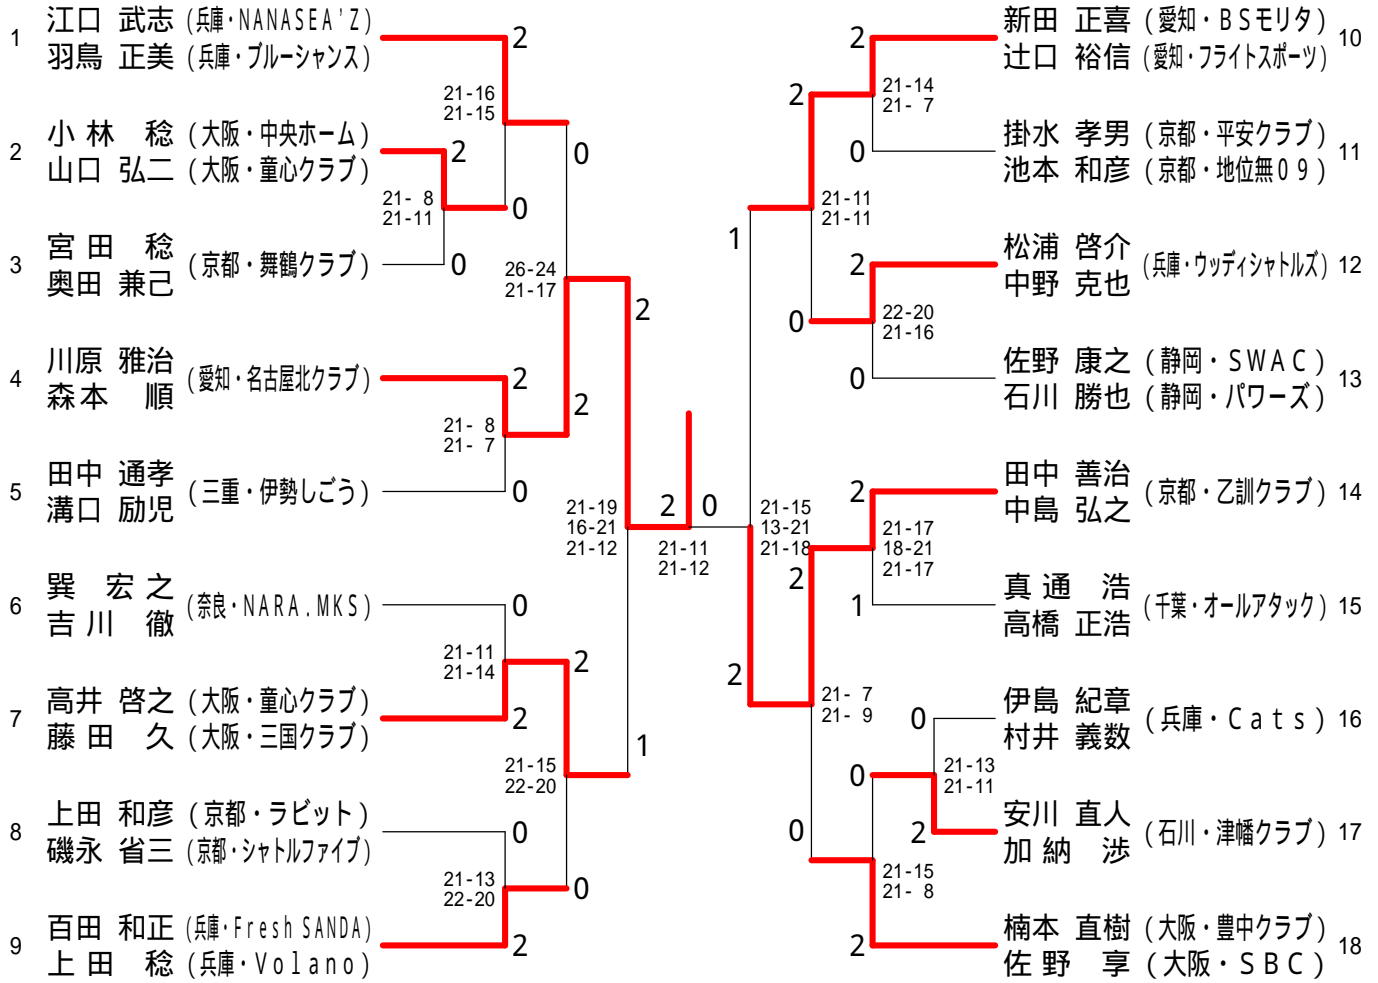 1 江口 武志 (兵庫・NANASEA'Z)
羽鳥 正美 (兵庫・ブルーシャンス)
2 小林 稔 (大阪・中央ホーム)
山口 弘二 (大阪・童心クラブ)
3 宮田 稔 (京都・舞鶴クラブ)
奥田 兼己
4 川原 雅治 (愛知・名古屋北クラブ)
森本 順
5 田中 通孝 (三重・伊勢しごう)
溝口 励児
6 巽 宏之 (奈良・NARA.MKS)
吉川 徹
7 高井 啓之 (大阪・童心クラブ)
藤田 久 (大阪・三国クラブ)
8 上田 和彦 (京都・ラビット)
磯永 省三 (京都・シャトルファイブ)
9 百田 和正 (兵庫・Fresh SANDA)
上田 稔 (兵庫・Volano)
2
21-16
21-15
0
2
21- 8
21-11
0
0
26-24
21-17
2
2
2
21- 8
21- 7
0
21-19
16-21
21-12
0
21-11
21-14
2
2
1
21-15
22-20
0
21-13
22-20
0
2
2 0
21-11
21-12
新田 正喜 (愛知・BSモリタ) 10
辻口 裕信 (愛知・フライトスポーツ)
掛水 孝男 (京都・平安クラブ) 11
池本 和彦 (京都・地位無09)
松浦 啓介 (兵庫・ウッディシャトルズ) 12
中野 克也
佐野 康之 (静岡・SWAC) 13
石川 勝也 (静岡・パワーズ)
田中 善治 (京都・乙訓クラブ) 14
中島 弘之
真通 浩 (千葉・オールアタック) 15
高橋 正浩
伊島 紀章 (兵庫・Cats) 16
村井 義数
安川 直人 (石川・津幡クラブ) 17
加納 渉
楠本 直樹 (大阪・豊中クラブ) 18
佐野 享 (大阪・SBC)
2
21-14
21- 7
2
0
21-11
21-11
1
2
22-20
21-16
0
0
21-15
13-21
21-18
2
21-17
18-21
21-17
2
1
2
21- 7
21- 9
0
21-13
21-11
0
2
0
21-15
21- 8
2